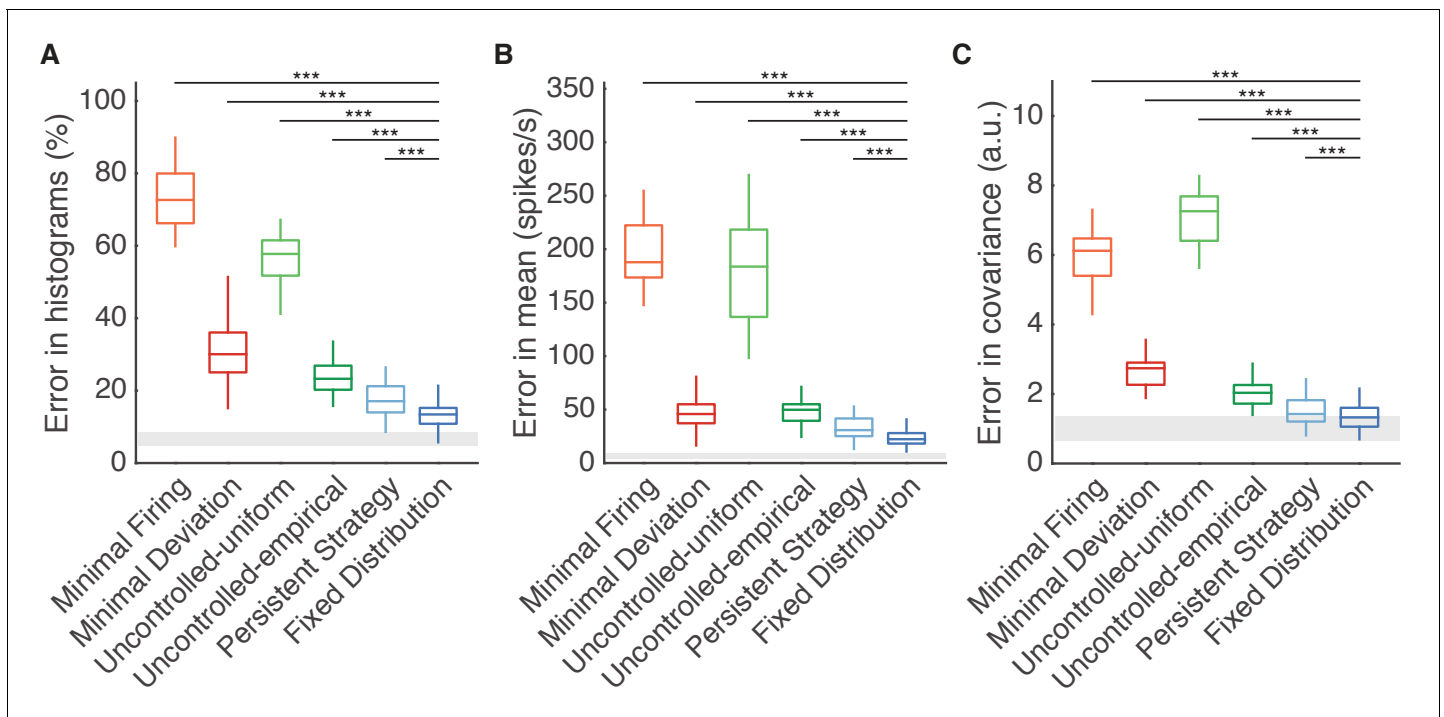 A
Error in histograms (%)
100
80
60
40
20
0
***
***
***
***
***
Minimal Firing
Minimal Deviation
Uncontrolled-uniform
Uncontrolled-empirical
Persistent Strategy
Fixed Distribution
B
Error in mean (spikes/s)
350
300
250
200
150
100
50
0
***
***
***
***
***
Minimal Firing
Minimal Deviation
Uncontrolled-uniform
Uncontrolled-empirical
Persistent Strategy
Fixed Distribution
C
Error in covariance (a.u.)
10
8
6
4
2
0
***
***
***
***
***
Minimal Firing
Minimal Deviation
Uncontrolled-uniform
Uncontrolled-empirical
Persistent Strategy
Fixed Distribution